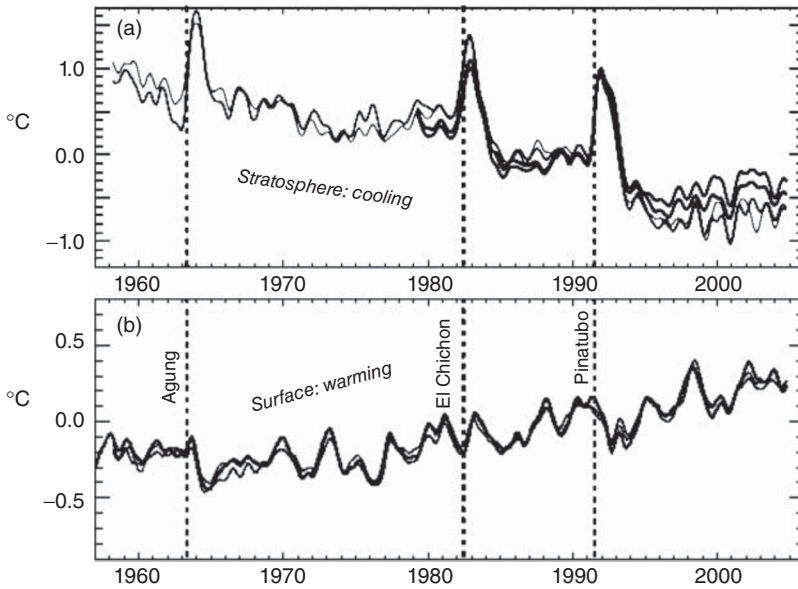 (a)
1.0
°C
0.0
Stratosphere: cooling
−1.0
1960 1970 1980 1990 2000
(b)
0.5
Agung
Surface: warming
El Chichon
Pinatubo
°C
0.0
−0.5
1960 1970 1980 1990 2000